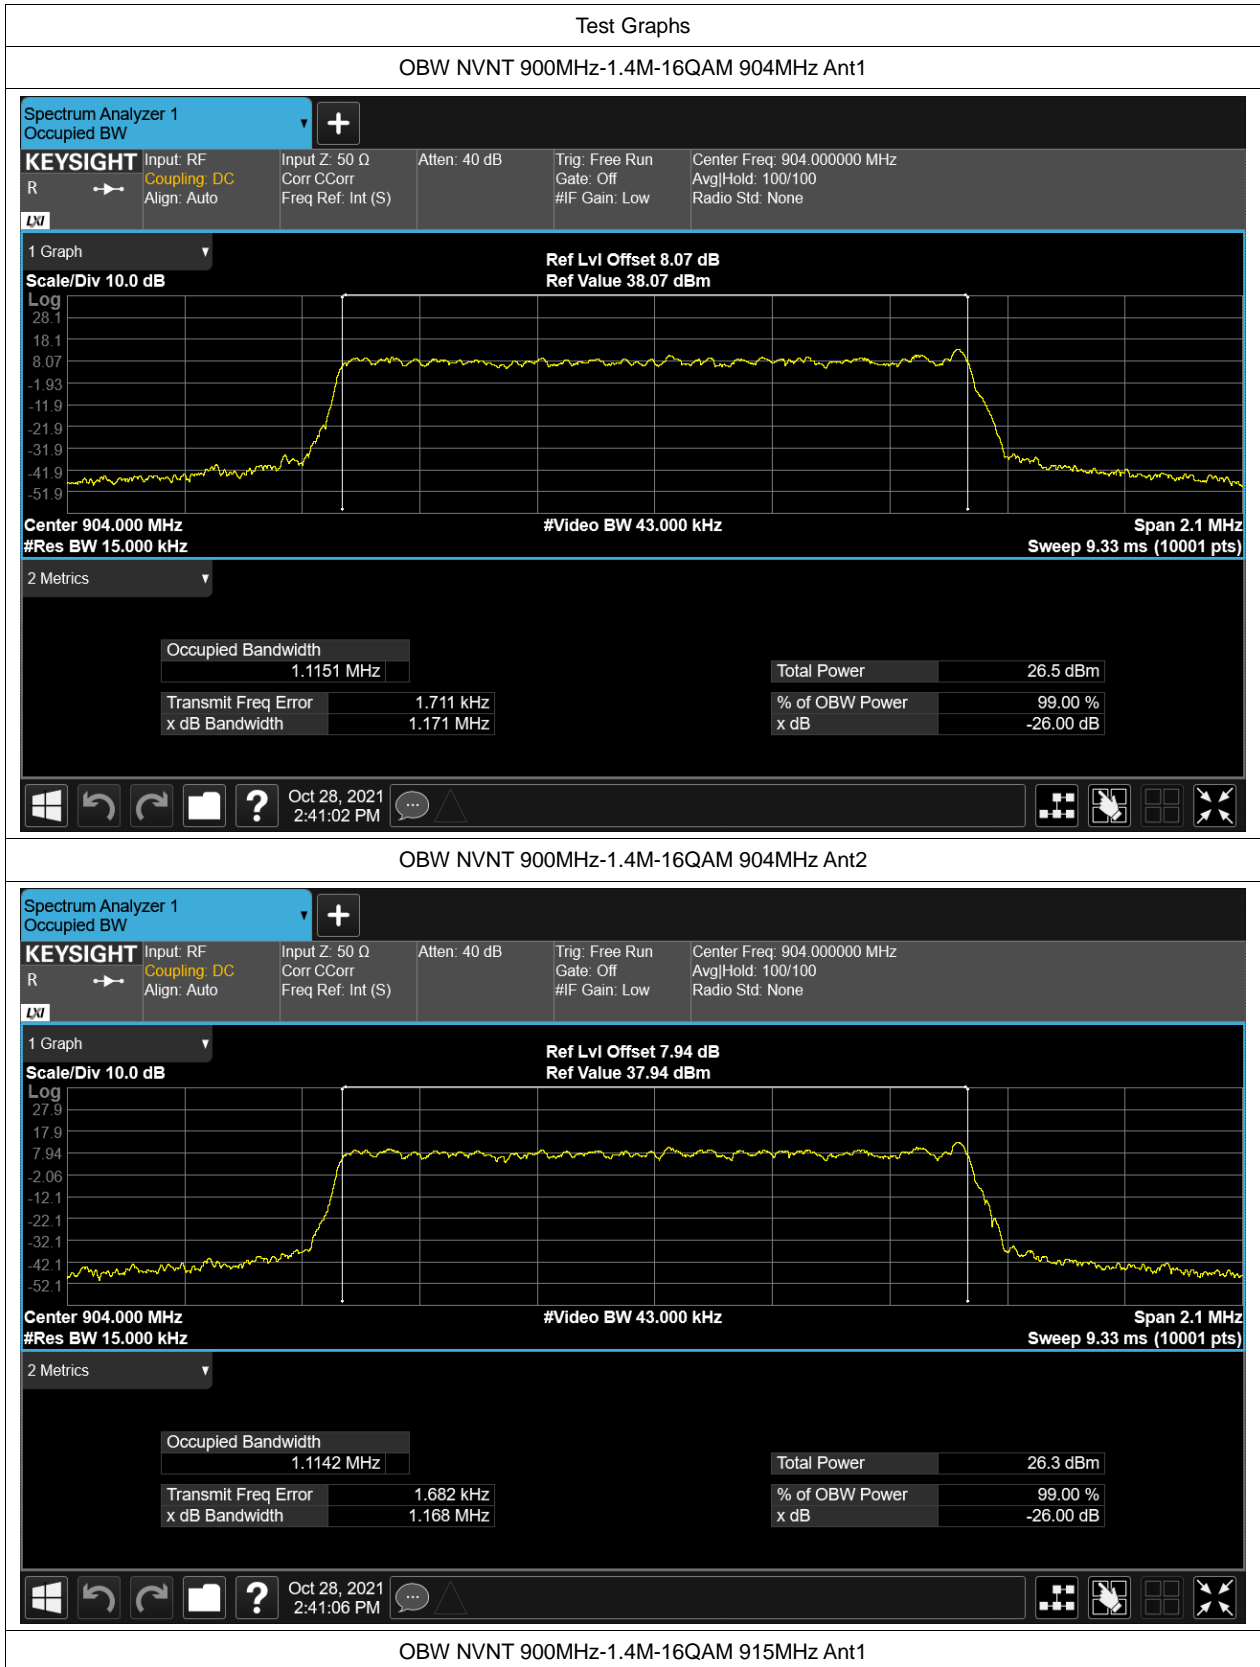 Test Graphs
OBW NVNT 900MHz-1.4M-16QAM 904MHz Ant1
Spectrum Analyzer 1
Occupied BW
KEYSIGHT Input: RF Input Z: 50 Ω Atten: 40 dB Trig: Free Run Center Freq: 904.000000 MHz
R Coupling: DC Corr CCorr Gate: Off Avg|Hold: 100/100
Align: Auto Freq Ref: Int (S) #IF Gain: Low Radio Std: None
LXI
1 Graph
Ref Lvl Offset 8.07 dB
Scale/Div 10.0 dB Ref Value 38.07 dBm
Log
28.1
18.1
8.07
-1.93
-11.9
-21.9
-31.9
-41.9
-51.9
Center 904.000 MHz #Video BW 43.000 kHz Span 2.1 MHz
#Res BW 15.000 kHz Sweep 9.33 ms (10001 pts)
2 Metrics
Occupied Bandwidth
1.1151 MHz Total Power 26.5 dBm
Transmit Freq Error 1.711 kHz % of OBW Power 99.00 %
x dB Bandwidth 1.171 MHz x dB -26.00 dB
? Oct 28, 2021
2:41:02 PM
OBW NVNT 900MHz-1.4M-16QAM 904MHz Ant2
Spectrum Analyzer 1
Occupied BW
KEYSIGHT Input: RF Input Z: 50 Ω Atten: 40 dB Trig: Free Run Center Freq: 904.000000 MHz
R Coupling: DC Corr CCorr Gate: Off Avg|Hold: 100/100
Align: Auto Freq Ref: Int (S) #IF Gain: Low Radio Std: None
LXI
1 Graph
Ref Lvl Offset 7.94 dB
Scale/Div 10.0 dB Ref Value 37.94 dBm
Log
27.9
17.9
7.94
-2.06
-12.1
-22.1
-32.1
-42.1
-52.1
Center 904.000 MHz #Video BW 43.000 kHz Span 2.1 MHz
#Res BW 15.000 kHz Sweep 9.33 ms (10001 pts)
2 Metrics
Occupied Bandwidth
1.1142 MHz Total Power 26.3 dBm
Transmit Freq Error 1.682 kHz % of OBW Power 99.00 %
x dB Bandwidth 1.168 MHz x dB -26.00 dB
? Oct 28, 2021
2:41:06 PM
OBW NVNT 900MHz-1.4M-16QAM 915MHz Ant1